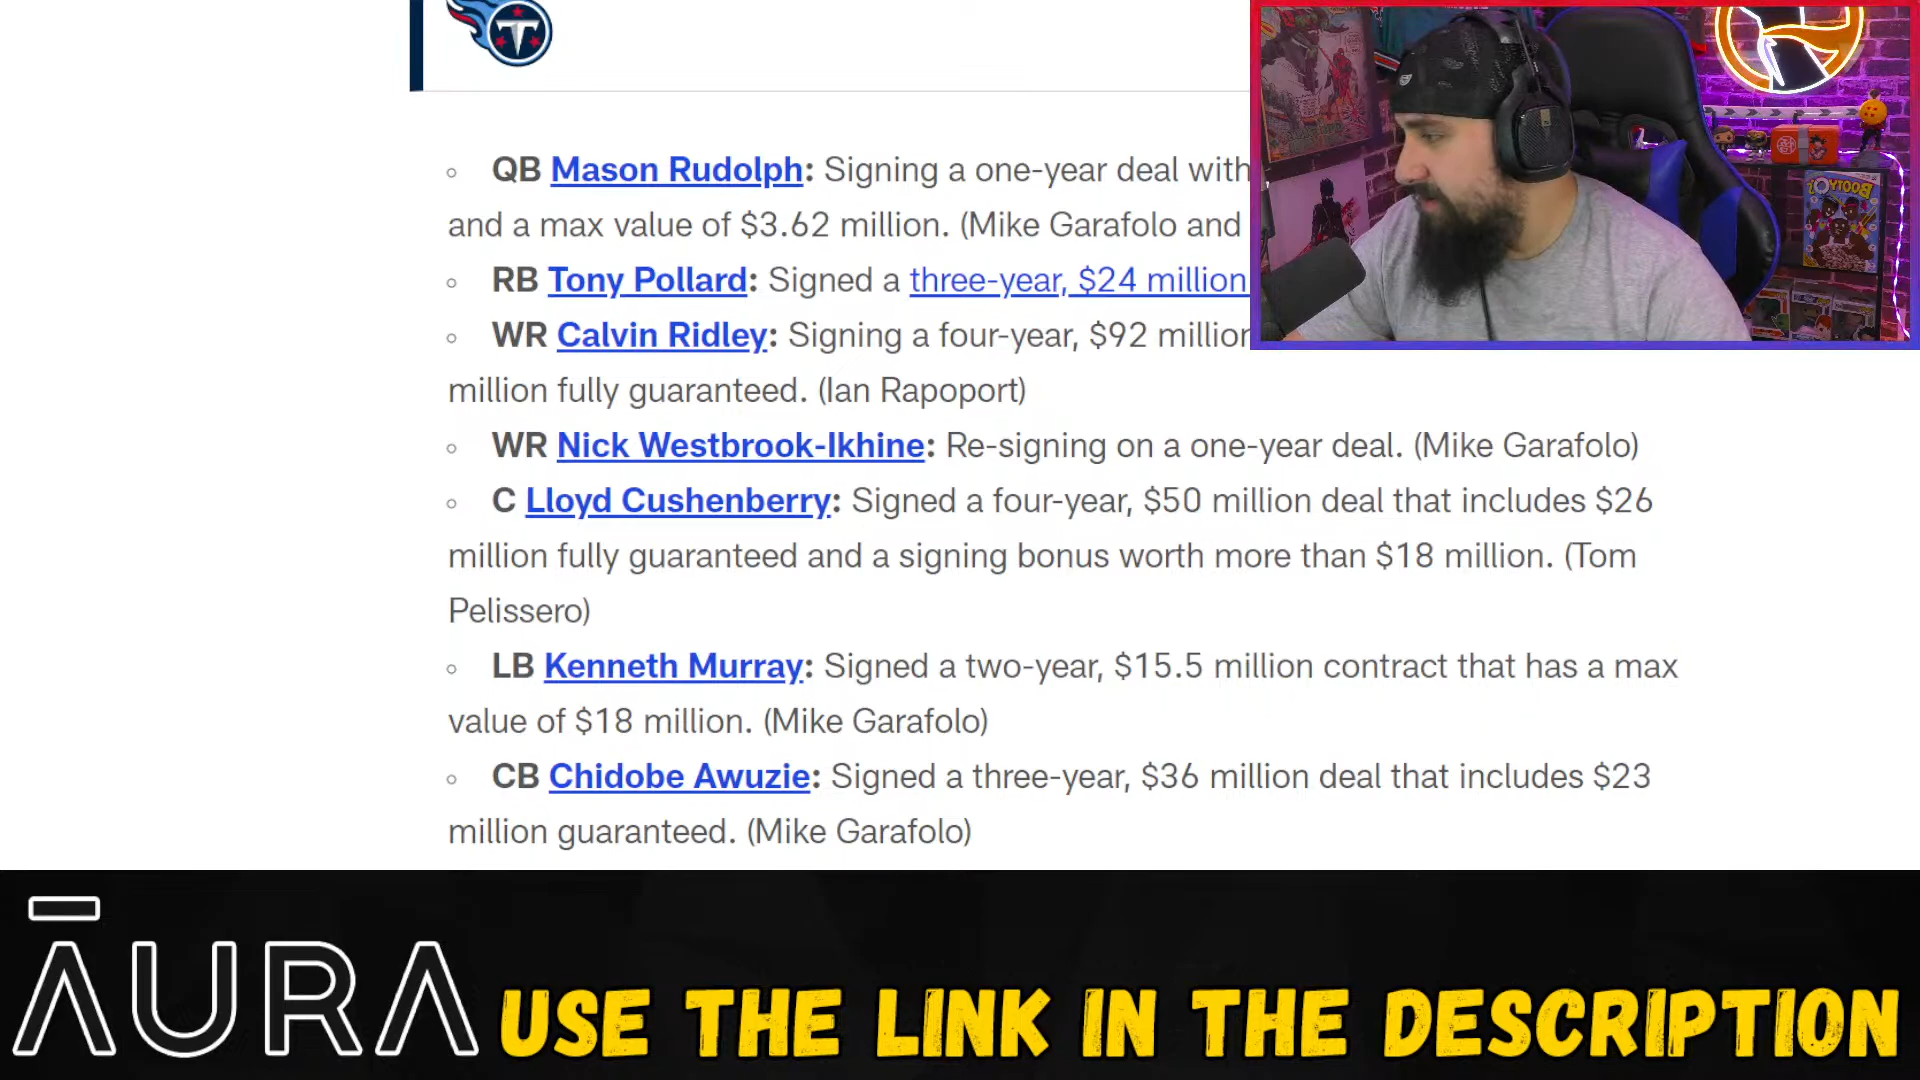 QB Mason Rudolph: Signing a one-year deal with
and a max value of $3.62 million. (Mike Garafolo and
RB Tony Pollard: Signed a three-year, $24 million
WR Calvin Ridley: Signing a four-year, $92 million
million fully guaranteed. (Ian Rapoport)
WR Nick Westbrook-Ikhine: Re-signing on a one-year deal. (Mike Garafolo)
C Lloyd Cushenberry: Signed a four-year, $50 million deal that includes $26
million fully guaranteed and a signing bonus worth more than $18 million. (Tom
Pelissero)
LB Kenneth Murray: Signed a two-year, $15.5 million contract that has a max
value of $18 million. (Mike Garafolo)
CB Chidobe Awuzie: Signed a three-year, $36 million deal that includes $23
million guaranteed. (Mike Garafolo)
ĀURA USE THE LINK IN THE DESCRIPTION